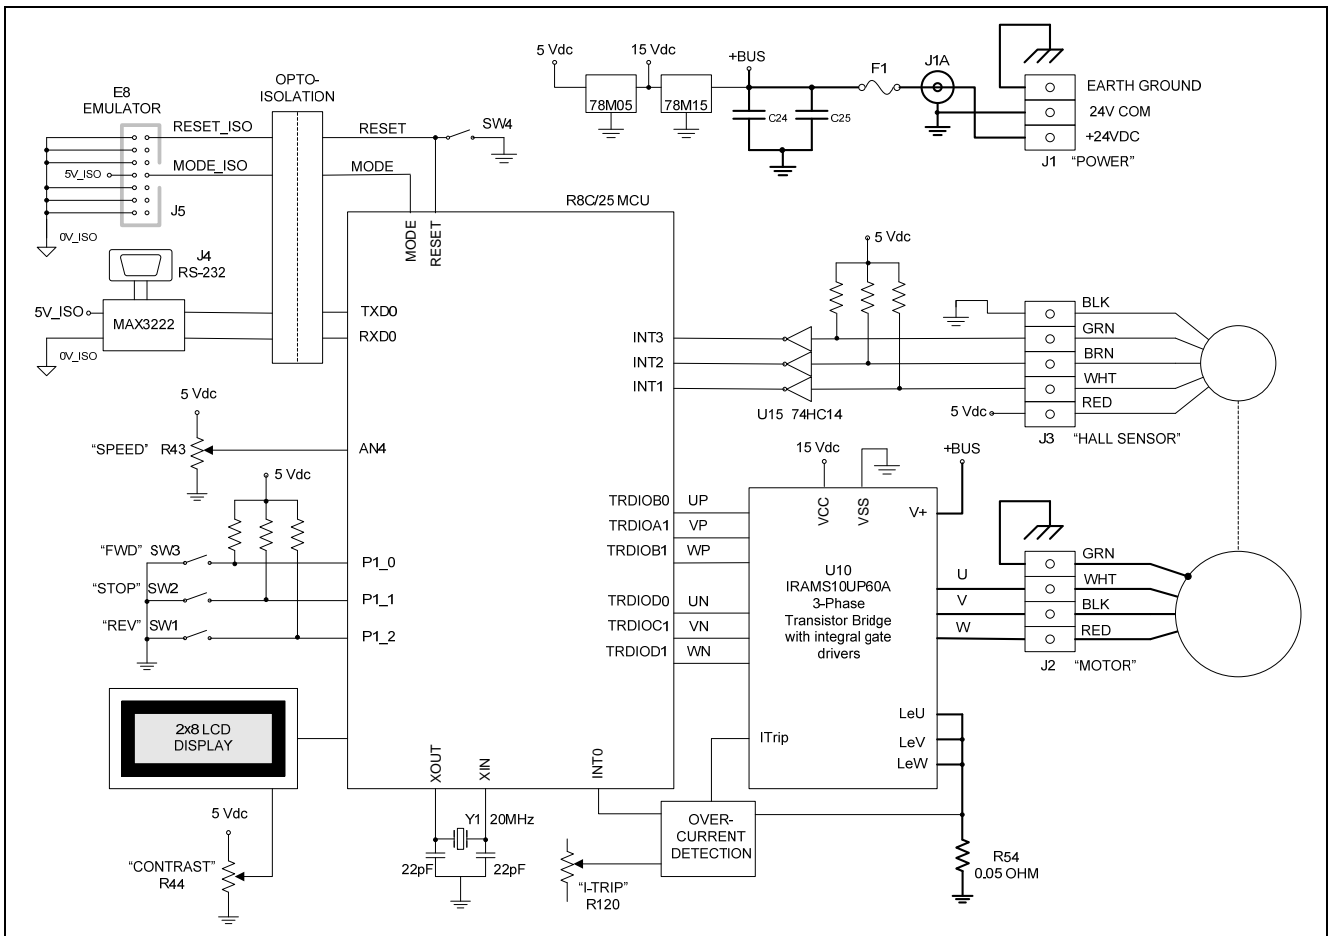 5 Vdc
15 Vdc
+BUS
F1
J1A
78M05
78M15
C24
C25
EARTH GROUND
24V COM
+24VDC
J1 "POWER"
E8
EMULATOR
OPTO-
ISOLATION
RESET_ISO
MODE_ISO
5V_ISO
J5
0V_ISO
RESET
SW4
MODE
R8C/25 MCU
MODE
RESET
J4
RS-232
5V_ISO
MAX3222
0V_ISO
TXD0
RXD0
5 Vdc
INT3
INT2
INT1
U15 74HC14
BLK
GRN
BRN
WHT
RED
5 Vdc
J3 "HALL SENSOR"
5 Vdc
"SPEED" R43
AN4
5 Vdc
"FWD" SW3
"STOP" SW2
"REV" SW1
P1_0
P1_1
P1_2
TRDIOB0 UP
TRDIOA1 VP
TRDIOB1 WP
TRDIOD0 UN
TRDIOC1 VN
TRDIOD1 WN
15 Vdc
+BUS
VCC
VSS
V+
U10
IRAMS10UP60A
3-Phase
Transistor Bridge
with integral gate
drivers
U
V
W
GRN
WHT
BLK
RED
J2 "MOTOR"
LeU
LeV
LeW
ITrip
2x8 LCD
DISPLAY
5 Vdc
"CONTRAST"
R44
XOUT
XIN
INT0
Y1 20MHz
22pF
22pF
"I-TRIP"
R120
OVER-
CURRENT
DETECTION
R54
0.05 OHM